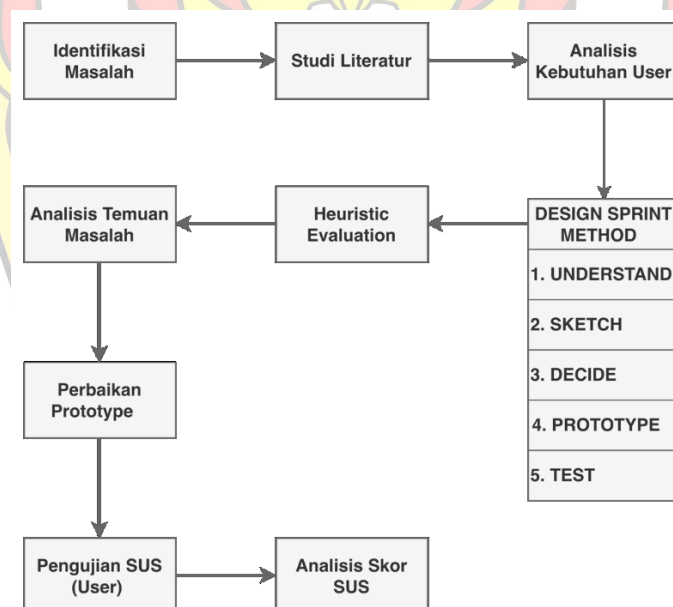 Identifikasi
Masalah
Studi Literatur
Analisis
Kebutuhan User
DESIGN SPRINT
METHOD
1. UNDERSTAND
2. SKETCH
3. DECIDE
4. PROTOTYPE
5. TEST
Heuristic
Evaluation
Analisis Temuan
Masalah
Perbaikan
Prototype
Pengujian SUS
(User)
Analisis Skor
SUS